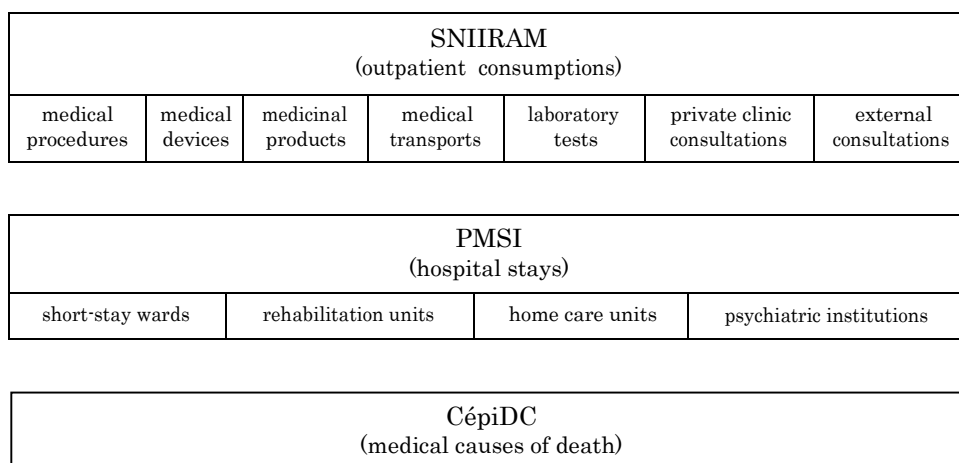 SNIIRAM
(outpatient consumptions)
medical procedures
medical devices
medicinal products
medical transports
laboratory tests
private clinic consultations
external consultations
PMSI
(hospital stays)
short-stay wards
rehabilitation units
home care units
psychiatric institutions
CépiDC
(medical causes of death)